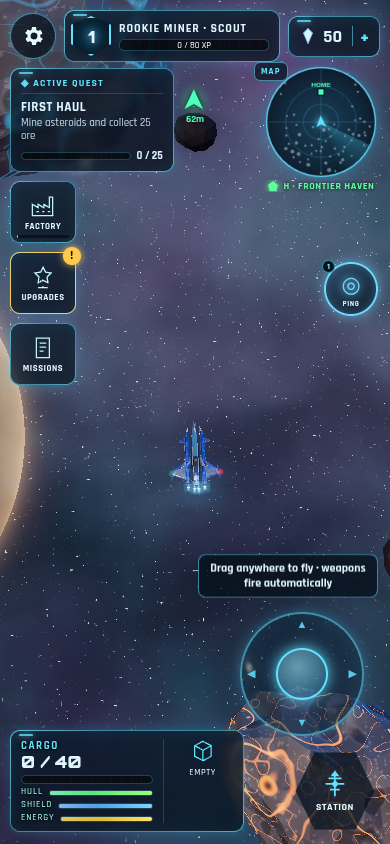 1
ROOKIE MINER · SCOUT
0 / 80 XP
50
+
ACTIVE QUEST
FIRST HAUL
Mine asteroids and collect 25
ore
0 / 25
62m
MAP
HOME
H · FRONTIER HAVEN
FACTORY
!
UPGRADES
MISSIONS
1
PING
Drag anywhere to fly · weapons
fire automatically
CARGO
0 / 40
HULL
SHIELD
ENERGY
EMPTY
STATION